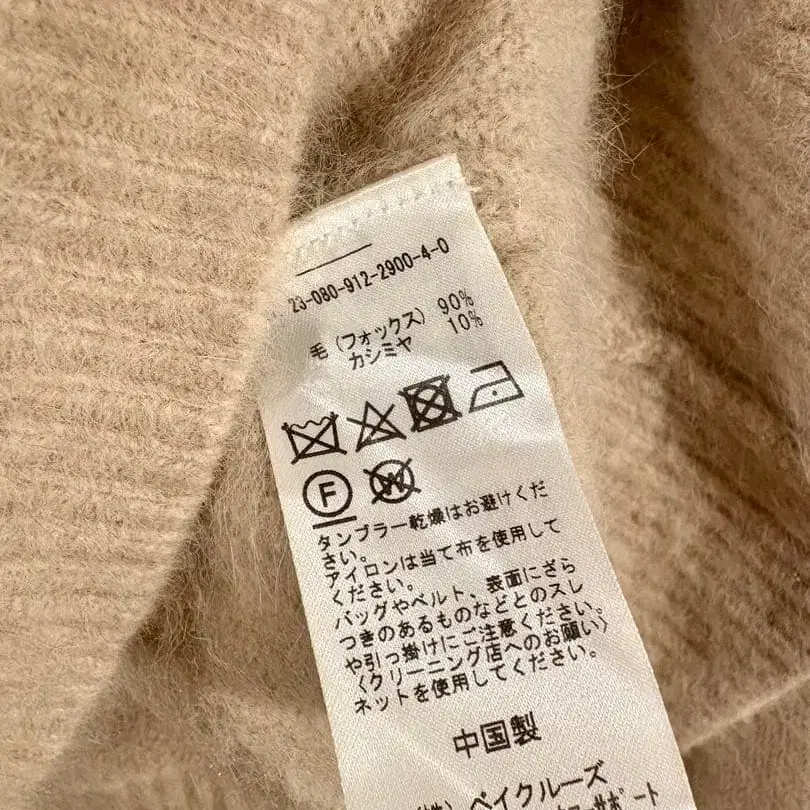 23-080-912-2900-4-0
毛(フォックス) 90%
カシミヤ 10%
F W
タンブラー乾燥はお避けくだ
さい。
アイロンは当て布を使用して
ください。
バッグやベルト、表面にざら
つきのあるものなどとのスレ
や引っ掛けにご注意ください。
〈クリーニング店へのお願い〉
ネットを使用してください。
中国製
ベイクルーズ
サポート